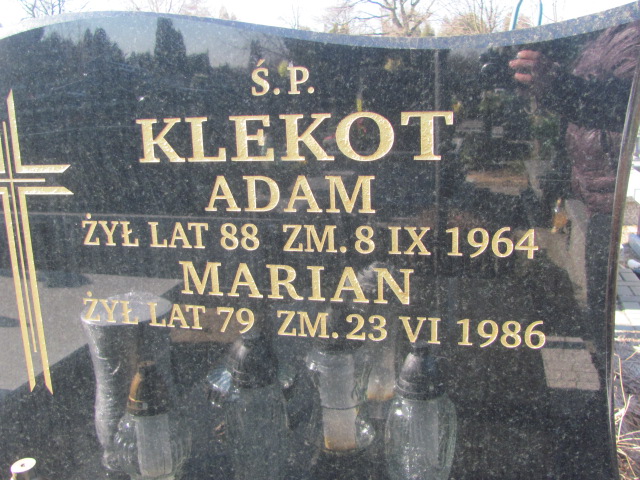 Ś.P.
KLEKOT
ADAM
ŻYŁ LAT 88 ZM. 8 IX 1964
MARIAN
ŻYŁ LAT 79 ZM. 23 VI 1986